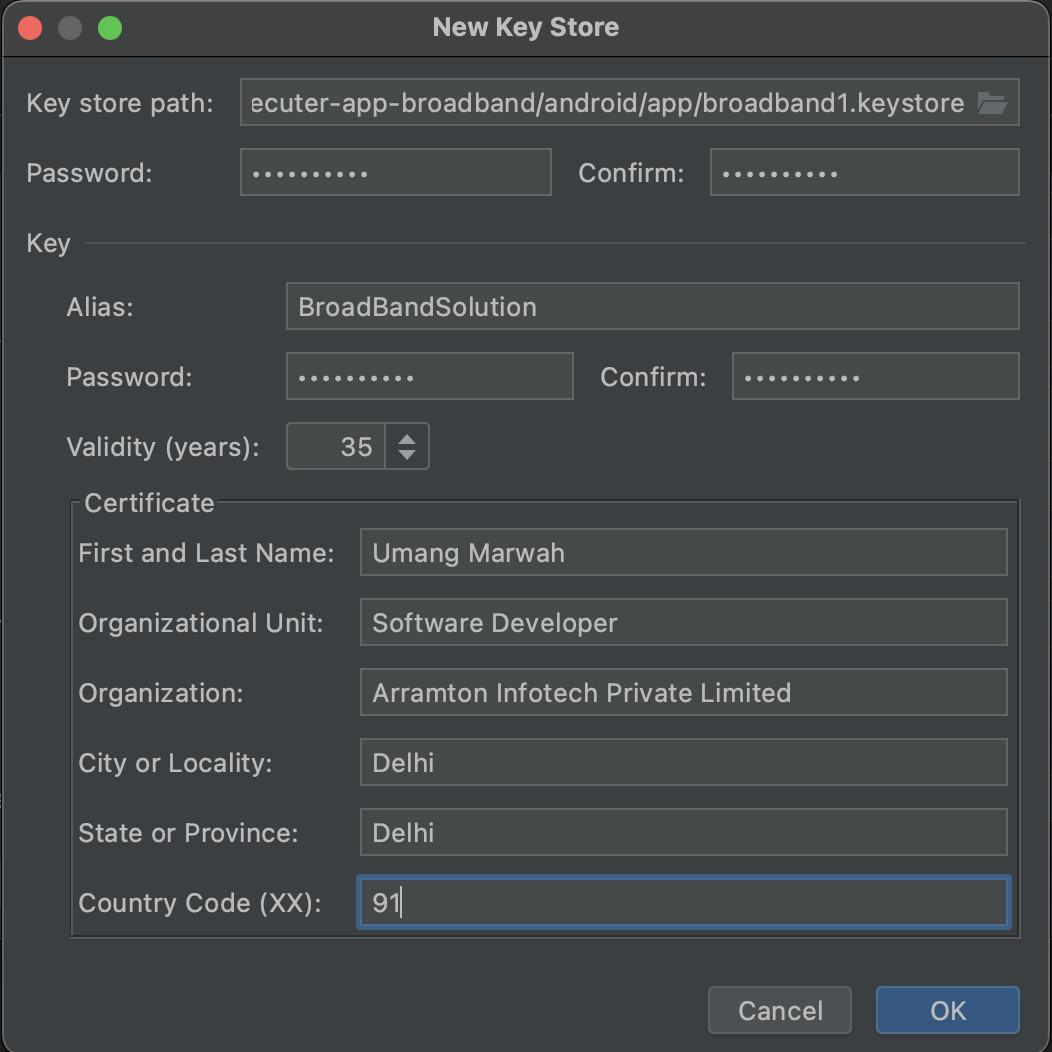 New Key Store
Key store path: ecuter-app-broadband/android/app/broadband1.keystore
Password: •••••••••• Confirm: ••••••••••
Key
Alias: BroadBandSolution
Password: •••••••••• Confirm: ••••••••••
Validity (years): 35
Certificate
First and Last Name: Umang Marwah
Organizational Unit: Software Developer
Organization: Arramton Infotech Private Limited
City or Locality: Delhi
State or Province: Delhi
Country Code (XX): 91
Cancel OK